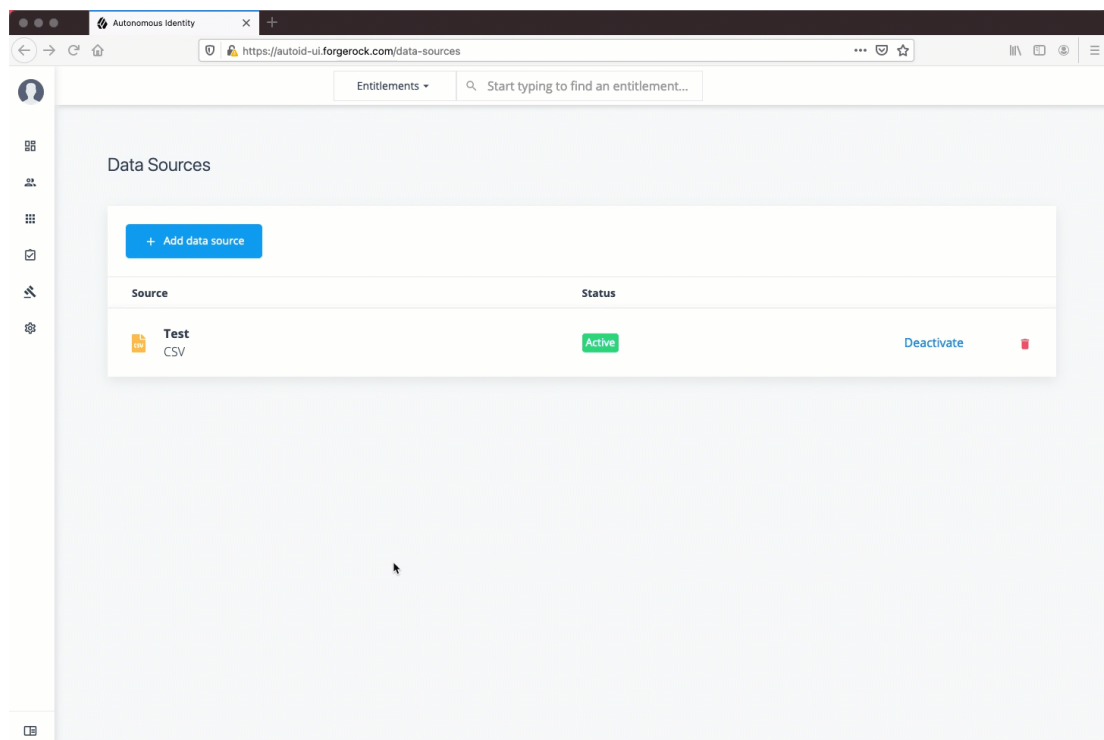 Autonomous Identity
https://autoid-ui.forgerock.com/data-sources
Entitlements
Start typing to find an entitlement...
Data Sources
+ Add data source
Source Status
Test
CSV
CSV
Active
Deactivate